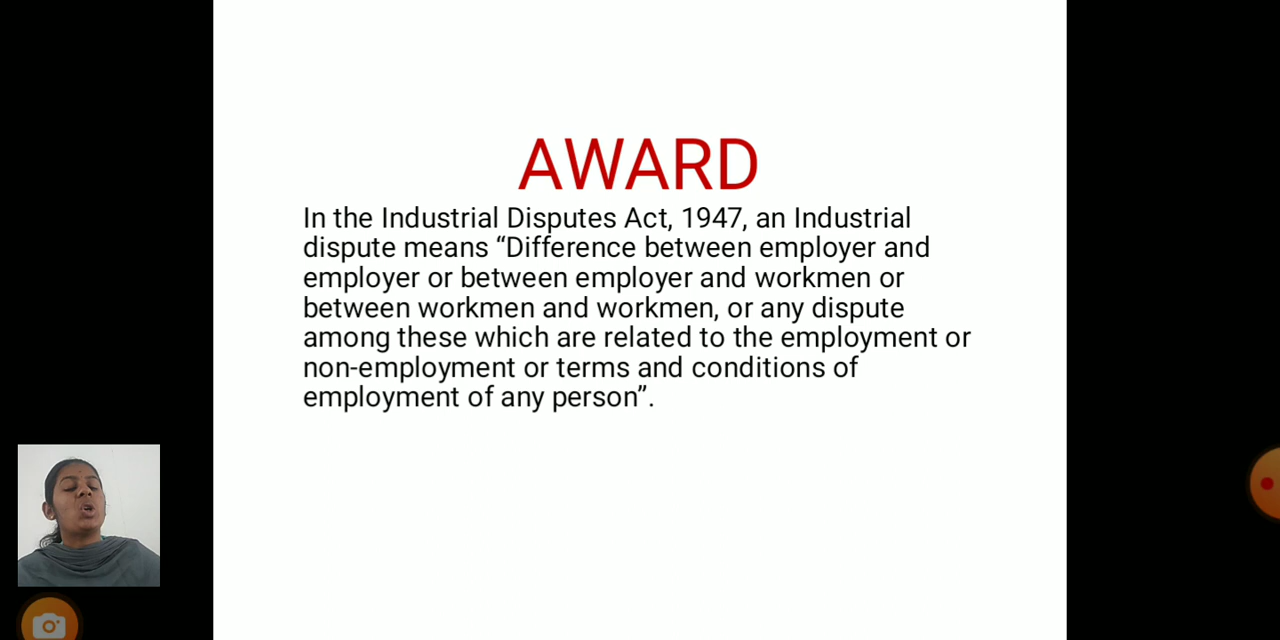 AWARD
In the Industrial Disputes Act, 1947, an Industrial
dispute means “Difference between employer and
employer or between employer and workmen or
between workmen and workmen, or any dispute
among these which are related to the employment or
non-employment or terms and conditions of
employment of any person”.